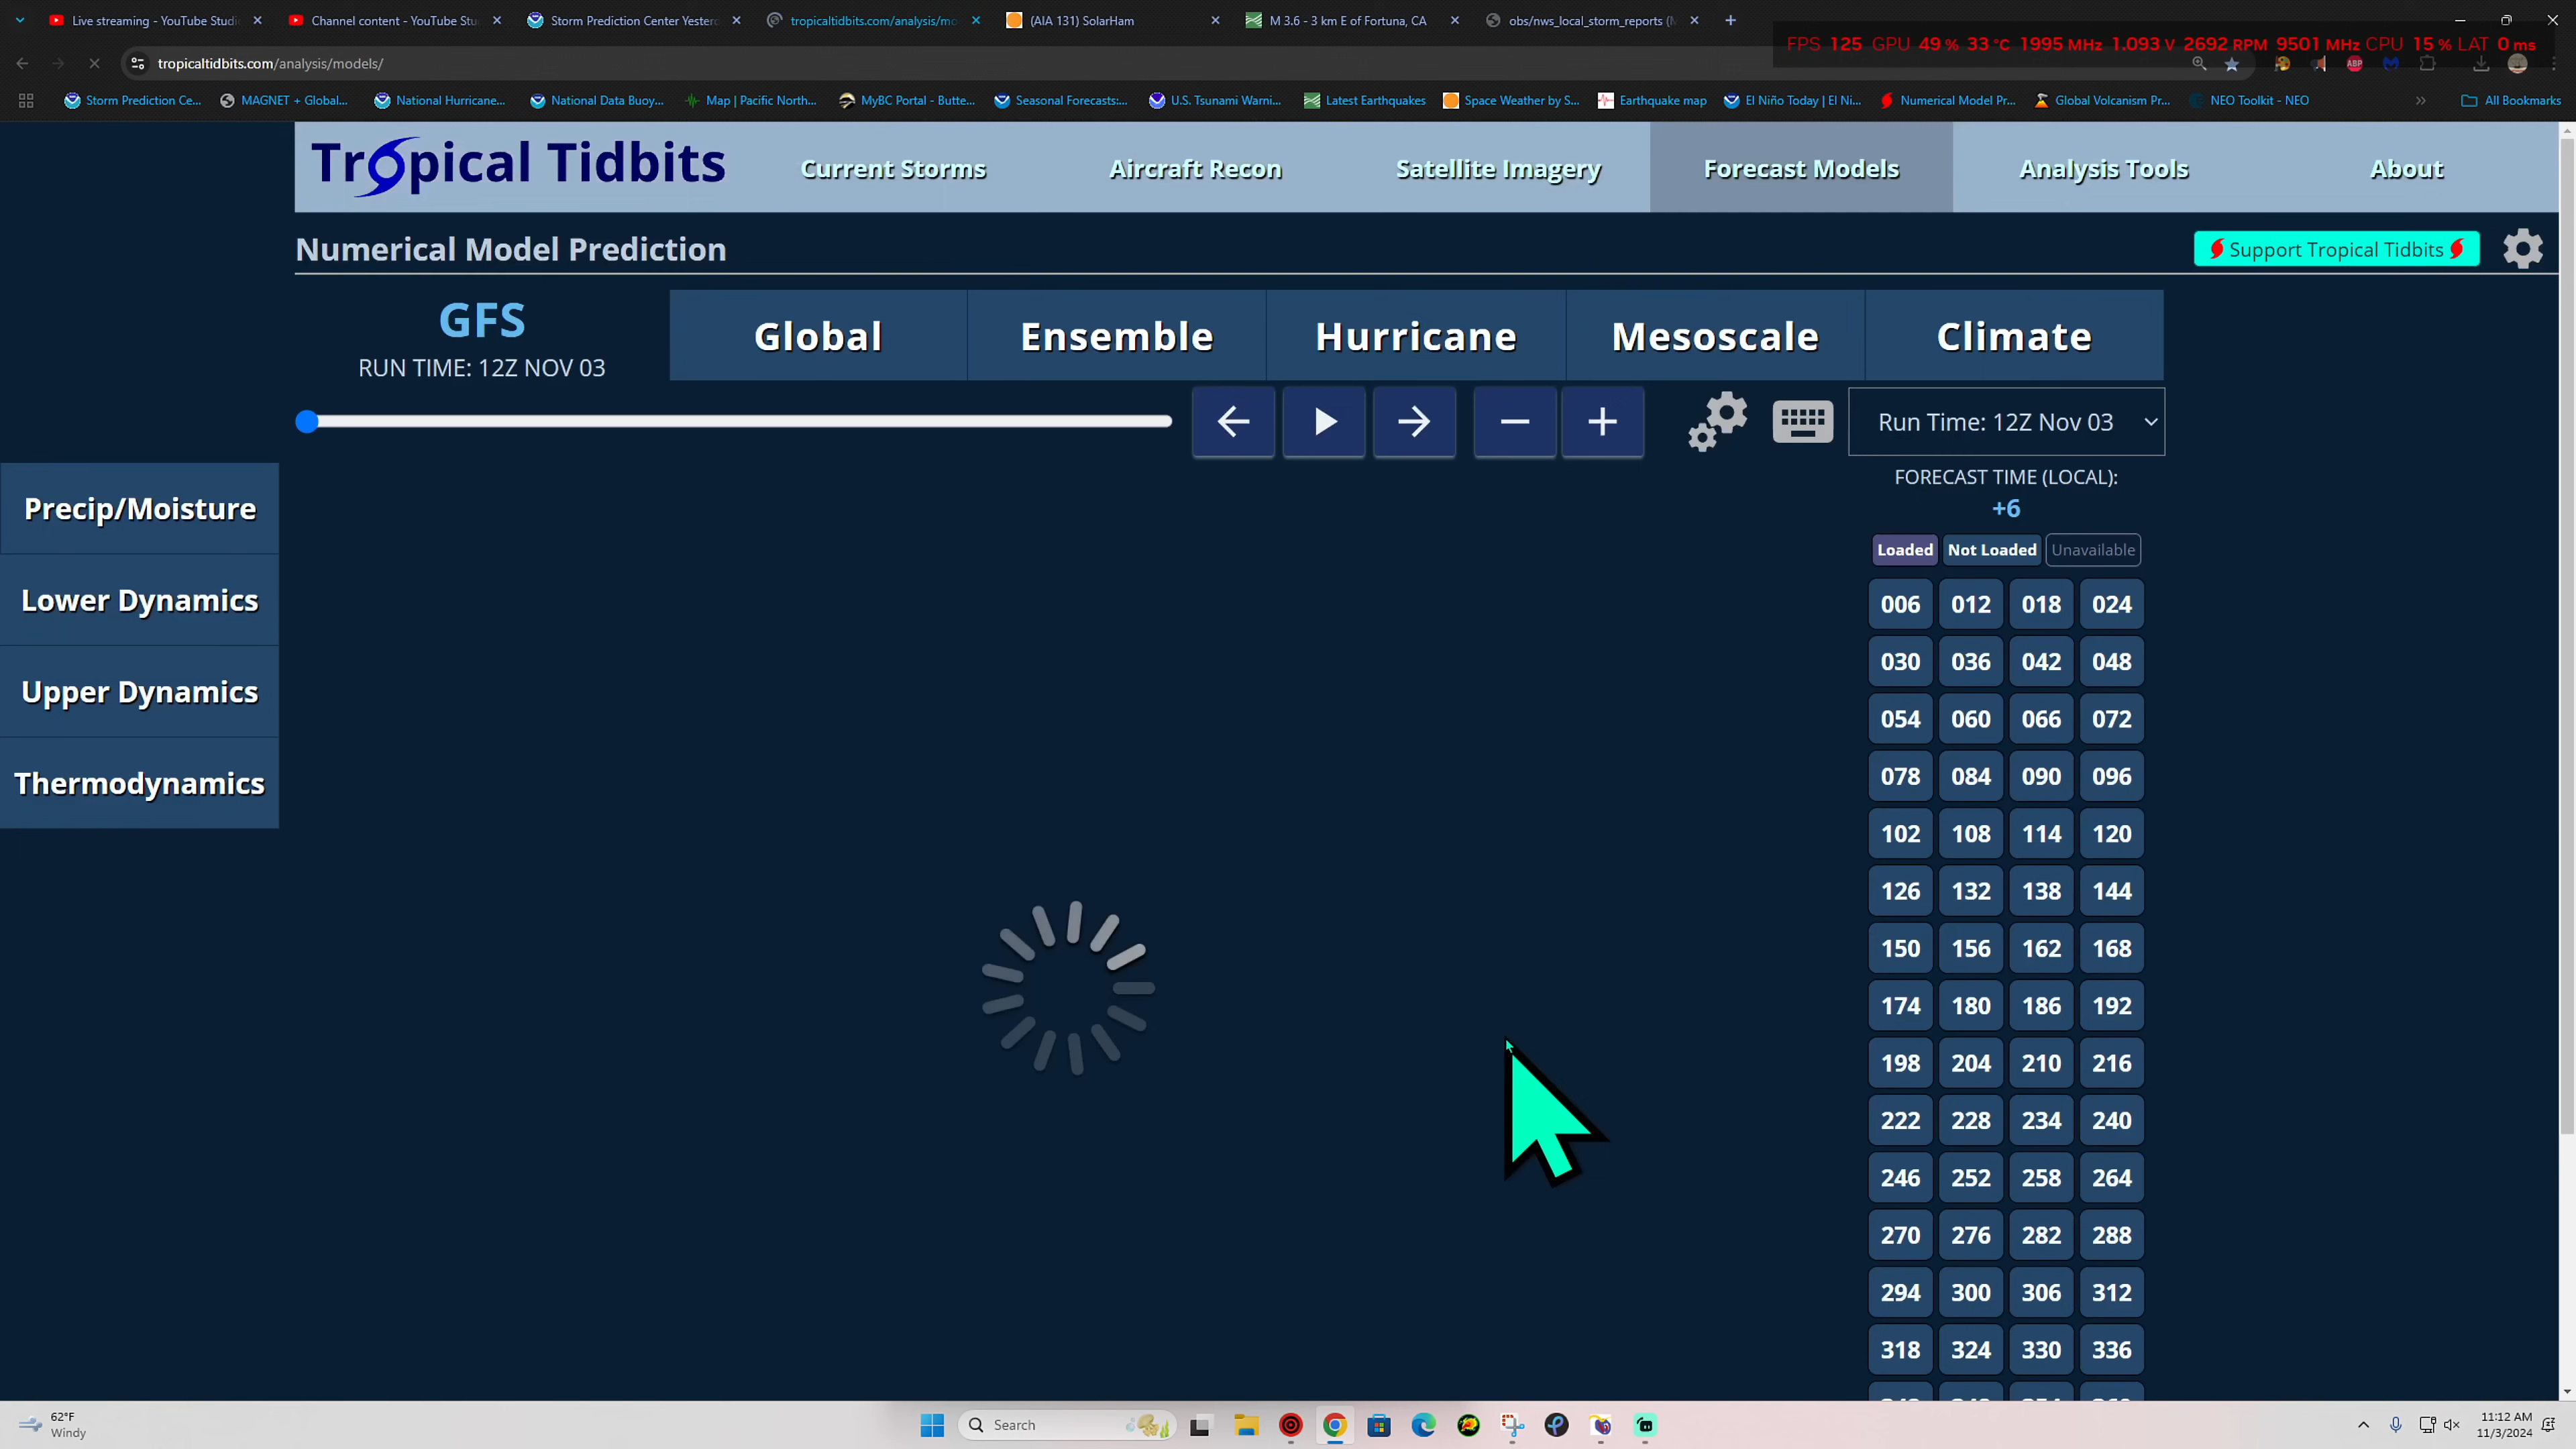 Live streaming - YouTube Studi
Channel content - YouTube Stu
Storm Prediction Center Yester
tropicaltidbits.com/analysis/mo
(AIA 131) SolarHam
M 3.6 - 3 km E of Fortuna, CA
obs/nws_local_storm_reports (M
FPS 125 GPU 49 % 33 °C 1995 MHz 1.093 V 2692 RPM 9501 MHz CPU 15 % LAT 0 ms
tropicaltidbits.com/analysis/models/
ABP
Storm Prediction Ce...
MAGNET + Global...
National Hurricane...
National Data Buoy...
Map | Pacific North...
MyBC Portal - Butte...
Seasonal Forecasts:...
U.S. Tsunami Warni...
Latest Earthquakes
Space Weather by S...
Earthquake map
El Niño Today | El Ni...
Numerical Model Pr...
Global Volcanism Pr...
NEO Toolkit - NEO
All Bookmarks
Tropical Tidbits
Current Storms
Aircraft Recon
Satellite Imagery
Forecast Models
Analysis Tools
About
Numerical Model Prediction
Support Tropical Tidbits
GFS
RUN TIME: 12Z NOV 03
Global
Ensemble
Hurricane
Mesoscale
Climate
Run Time: 12Z Nov 03
FORECAST TIME (LOCAL):
+6
Loaded Not Loaded Unavailable
Precip/Moisture
Lower Dynamics
Upper Dynamics
Thermodynamics
006 012 018 024
030 036 042 048
054 060 066 072
078 084 090 096
102 108 114 120
126 132 138 144
150 156 162 168
174 180 186 192
198 204 210 216
222 228 234 240
246 252 258 264
270 276 282 288
294 300 306 312
318 324 330 336
62°F
Windy
Search
11:12 AM
11/3/2024